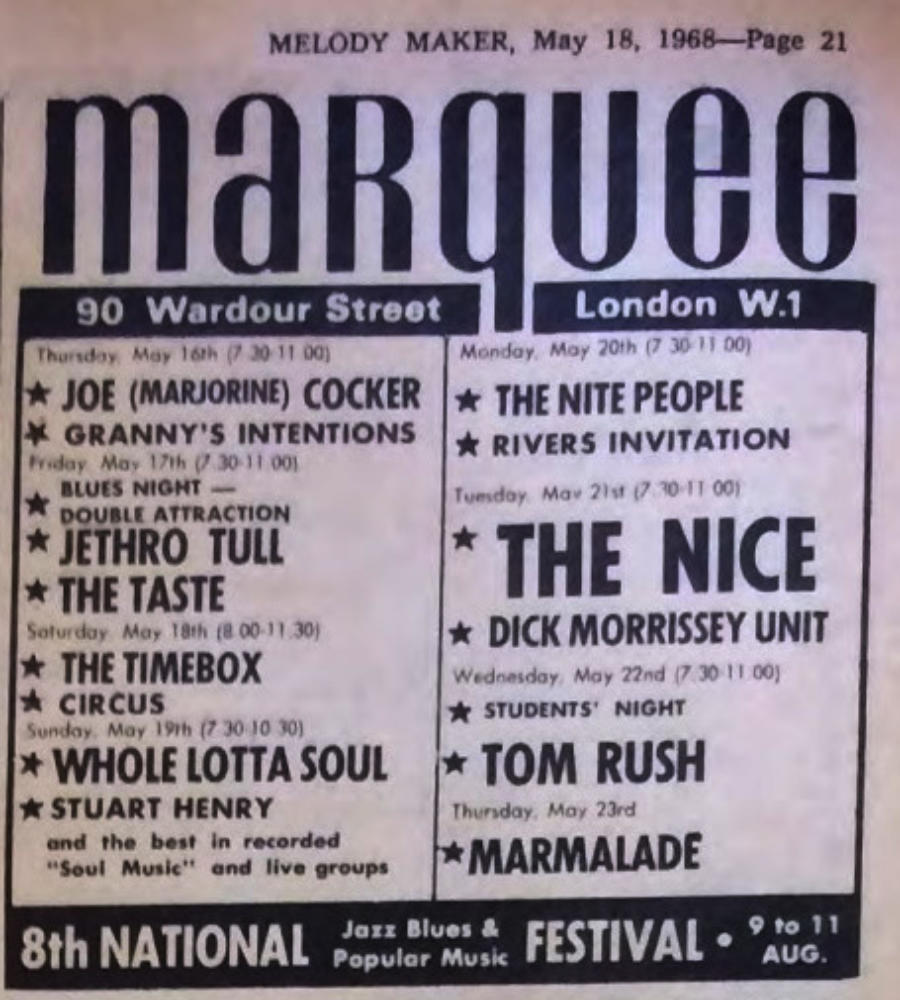 MELODY MAKER, May 18, 1968—Page 21
marquee
90 Wardour Street London W.1
Thursday, May 16th (7 30-11 00)
★ JOE (MARJORINE) COCKER
★ GRANNY'S INTENTIONS
Friday May 17th (7.30-11 00)
★ BLUES NIGHT —
DOUBLE ATTRACTION
★ JETHRO TULL
★ THE TASTE
Saturday May 18th (8.00-11.30)
★ THE TIMEBOX
★ CIRCUS
Sunday, May 19th (7 30-10 30)
★ WHOLE LOTTA SOUL
★ STUART HENRY
and the best in recorded
"Soul Music" and live groups
Monday, May 20th (7 30-11 00)
★ THE NITE PEOPLE
★ RIVERS INVITATION
Tuesday, May 21st (7.30-11 00)
★ THE NICE
★ DICK MORRISSEY UNIT
Wednesday, May 22nd (7.30-11 00)
★ STUDENTS' NIGHT
★ TOM RUSH
Thursday, May 23rd
★ MARMALADE
8th NATIONAL Jazz Blues &
Popular Music FESTIVAL • 9 to 11
AUG.